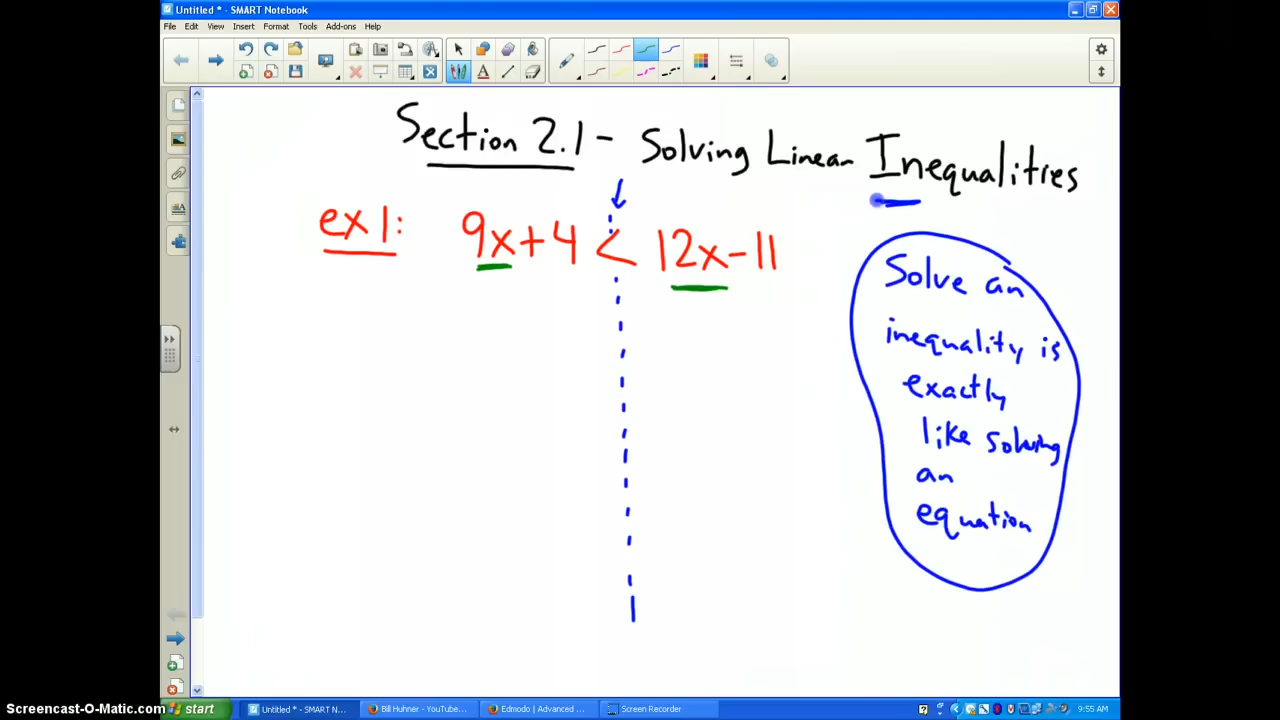 Untitled * - SMART Notebook
File Edit View Insert Format Tools Add-ons Help
Section 2.1 - Solving Linear Inequalities
ex 1: 9x+4 < 12x-11
Solve an
inequality is
exactly
like solving
an
equation
Screencast-O-Matic.com
start
Untitled * - SMART N...
Bill Huhner - YouTube...
Edmodo | Advanced ...
Screen Recorder
9:55 AM